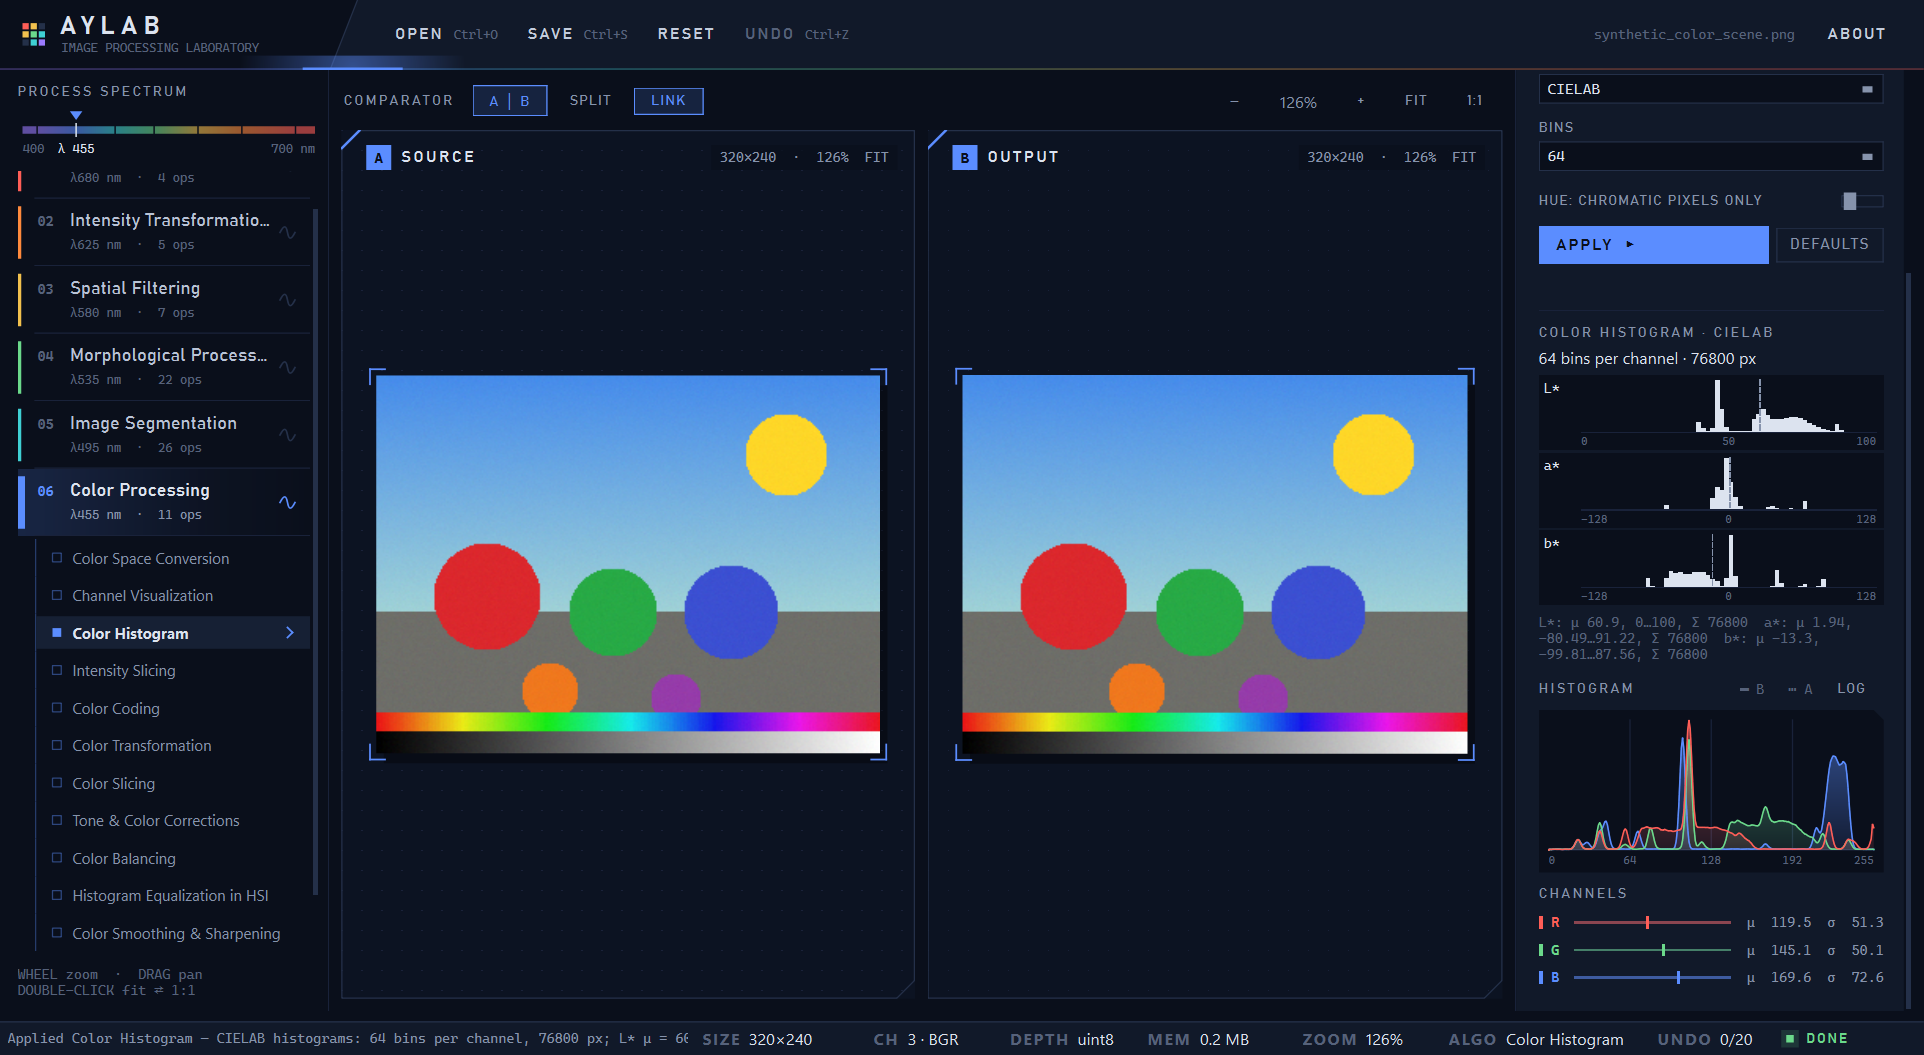 AYLAB
IMAGE PROCESSING LABORATORY
OPEN Ctrl+O SAVE Ctrl+S RESET UNDO Ctrl+Z
synthetic_color_scene.png ABOUT
PROCESS SPECTRUM
400 λ 455 700 nm
λ680 nm · 4 ops
02 Intensity Transformatio…
λ625 nm · 5 ops
03 Spatial Filtering
λ580 nm · 7 ops
04 Morphological Process…
λ535 nm · 22 ops
05 Image Segmentation
λ495 nm · 26 ops
06 Color Processing
λ455 nm · 11 ops
Color Space Conversion
Channel Visualization
Color Histogram
Intensity Slicing
Color Coding
Color Transformation
Color Slicing
Tone & Color Corrections
Color Balancing
Histogram Equalization in HSI
Color Smoothing & Sharpening
WHEEL zoom · DRAG pan
DOUBLE-CLICK fit ⇄ 1:1
COMPARATOR A | B SPLIT LINK
− 126% + FIT 1:1
A SOURCE 320×240 · 126% FIT
B OUTPUT 320×240 · 126% FIT
CIELAB
BINS
64
HUE: CHROMATIC PIXELS ONLY
APPLY ▸ DEFAULTS
COLOR HISTOGRAM · CIELAB
64 bins per channel · 76800 px
L*
0 50 100
a*
−128 0 128
b*
−128 0 128
L*: μ 60.9, 0…100, Σ 76800 a*: μ 1.94,
−80.49…91.22, Σ 76800 b*: μ −13.3,
−99.81…87.56, Σ 76800
HISTOGRAM B A LOG
0 64 128 192 255
CHANNELS
R μ 119.5 σ 51.3
G μ 145.1 σ 50.1
B μ 169.6 σ 72.6
Applied Color Histogram — CIELAB histograms: 64 bins per channel, 76800 px; L* μ = 60
SIZE 320×240 CH 3 · BGR DEPTH uint8 MEM 0.2 MB ZOOM 126% ALGO Color Histogram UNDO 0/20 DONE